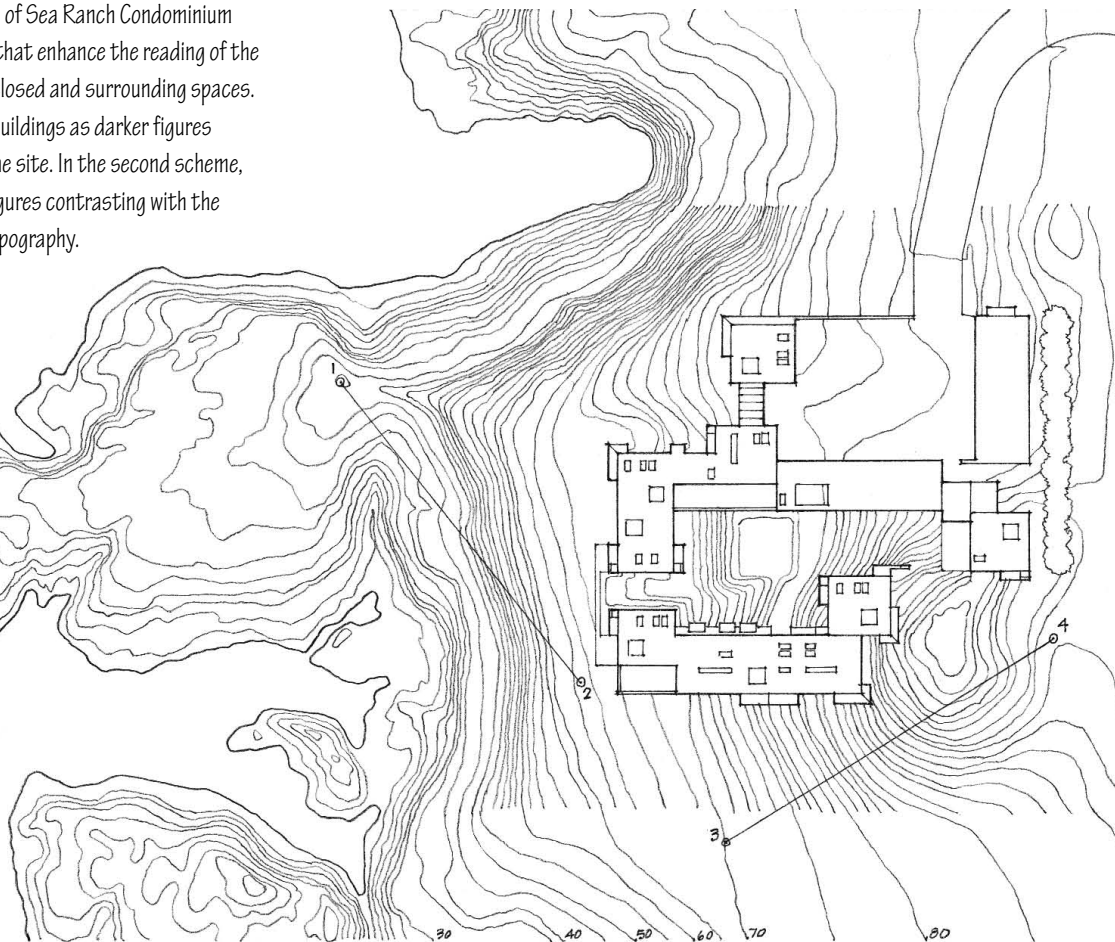 of Sea Ranch Condominium
that enhance the reading of the
losed and surrounding spaces.
uildings as darker figures
ne site. In the second scheme,
gures contrasting with the
pography.
1
2
4
3
30 40 50 60 70 80